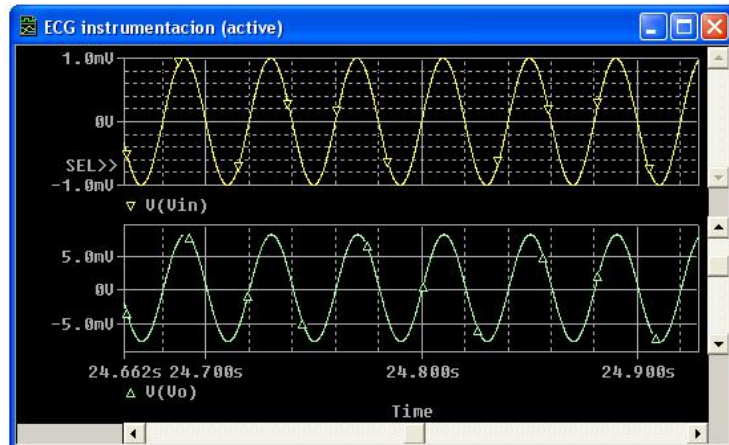 ECG instrumentacion (active)
1.0mV
0V
SEL>>
-1.0mV
V(Vin)
5.0mV
0V
-5.0mV
24.662s 24.700s 24.800s 24.900s
V(Vo)
Time